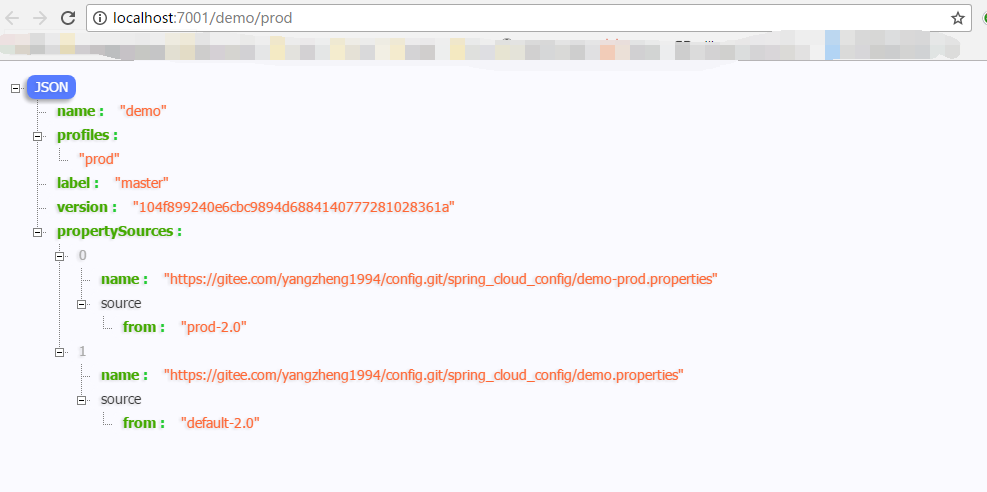 localhost:7001/demo/prod
JSON
name : "demo"
profiles :
"prod"
label : "master"
version : "104f899240e6cbc9894d6884140777281028361a"
propertySources :
0
name : "https://gitee.com/yangzheng1994/config.git/spring_cloud_config/demo-prod.properties"
source
from : "prod-2.0"
1
name : "https://gitee.com/yangzheng1994/config.git/spring_cloud_config/demo.properties"
source
from : "default-2.0"